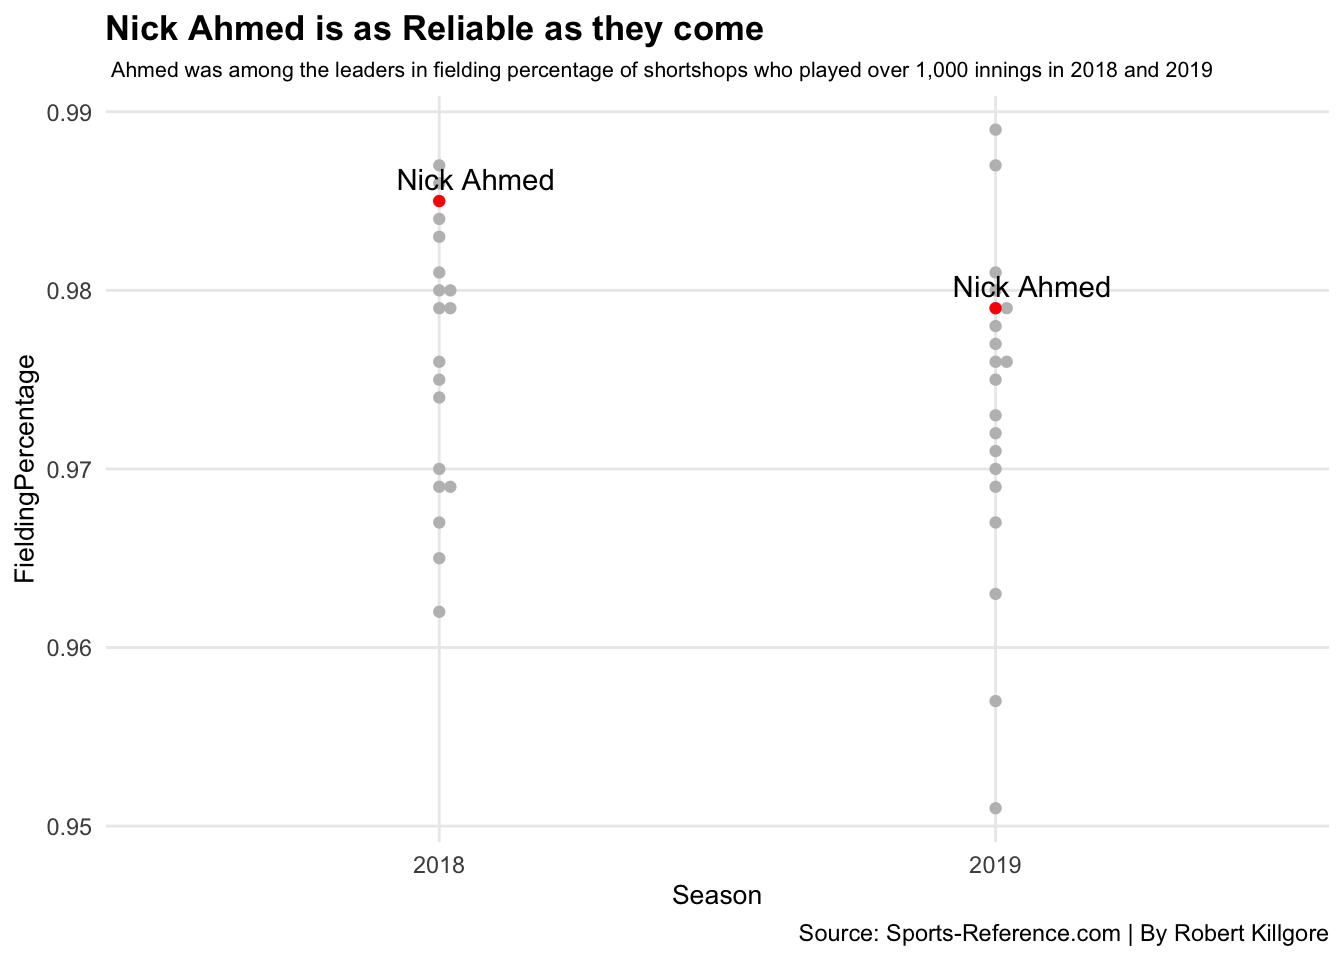 Nick Ahmed is as Reliable as they come
Ahmed was among the leaders in fielding percentage of shortshops who played over 1,000 innings in 2018 and 2019
0.99
Nick Ahmed
0.98
Nick Ahmed
0.97
FieldingPercentage
0.96
0.95
2018
2019
Season
Source: Sports-Reference.com | By Robert Killgore